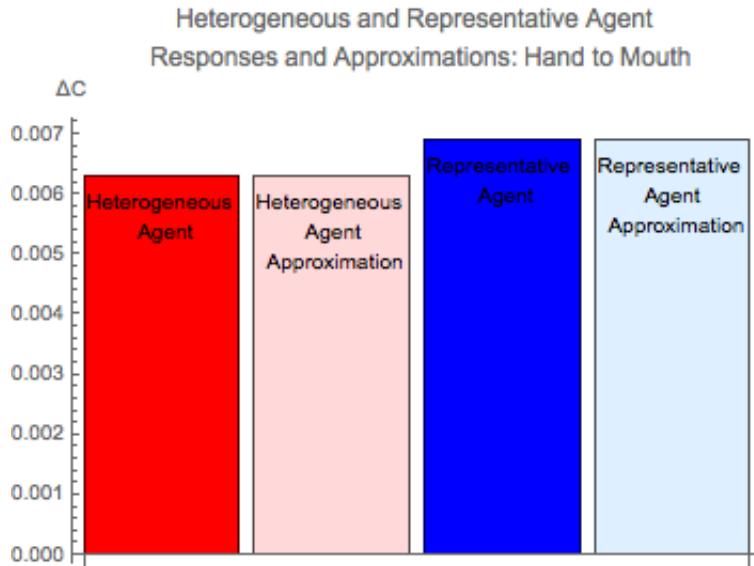 Heterogeneous and Representative Agent
Responses and Approximations: Hand to Mouth
ΔC
0.007
0.006
0.005
0.004
0.003
0.002
0.001
0.000
Heterogeneous
Agent
Heterogeneous
Agent
Approximation
Representative
Agent
Representative
Agent
Approximation